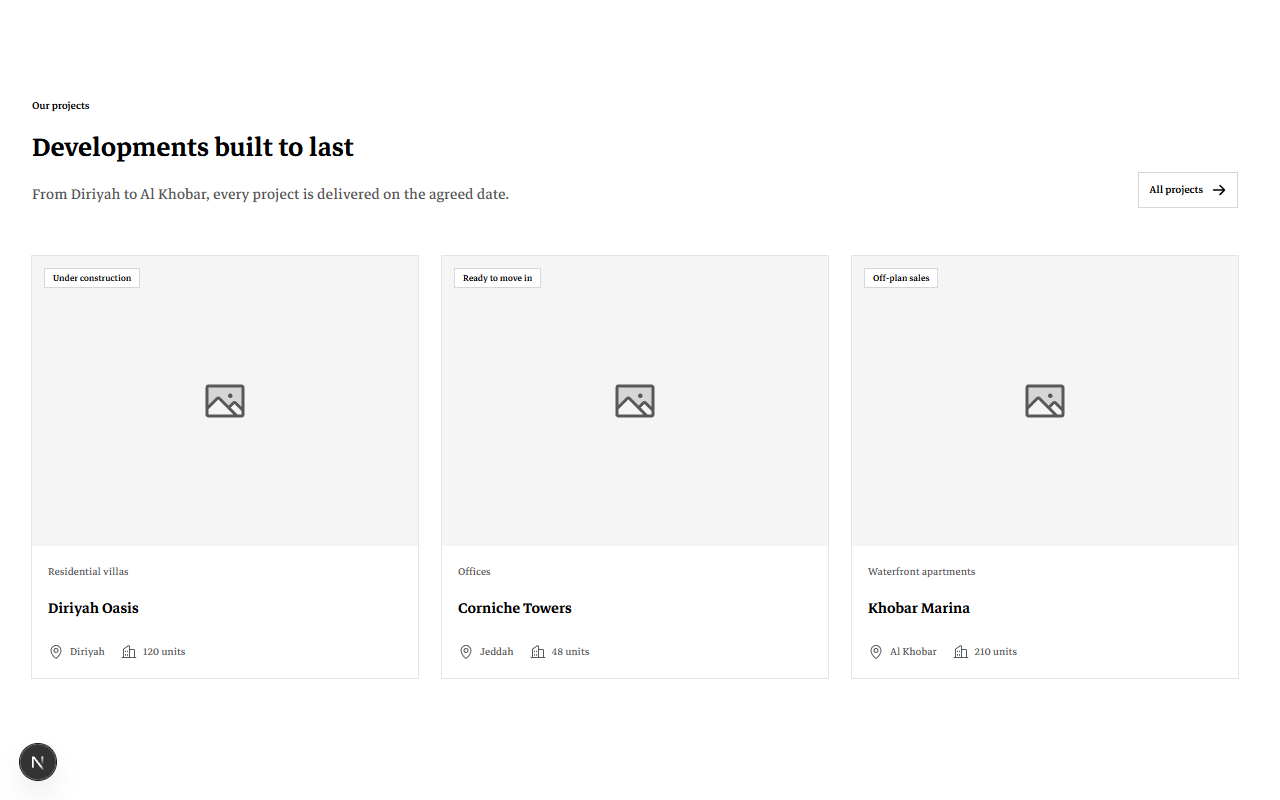 Our projects
Developments built to last
From Diriyah to Al Khobar, every project is delivered on the agreed date.
All projects
Under construction
Ready to move in
Off-plan sales
Residential villas
Diriyah Oasis
Diriyah
120 units
Offices
Corniche Towers
Jeddah
48 units
Waterfront apartments
Khobar Marina
Al Khobar
210 units
N